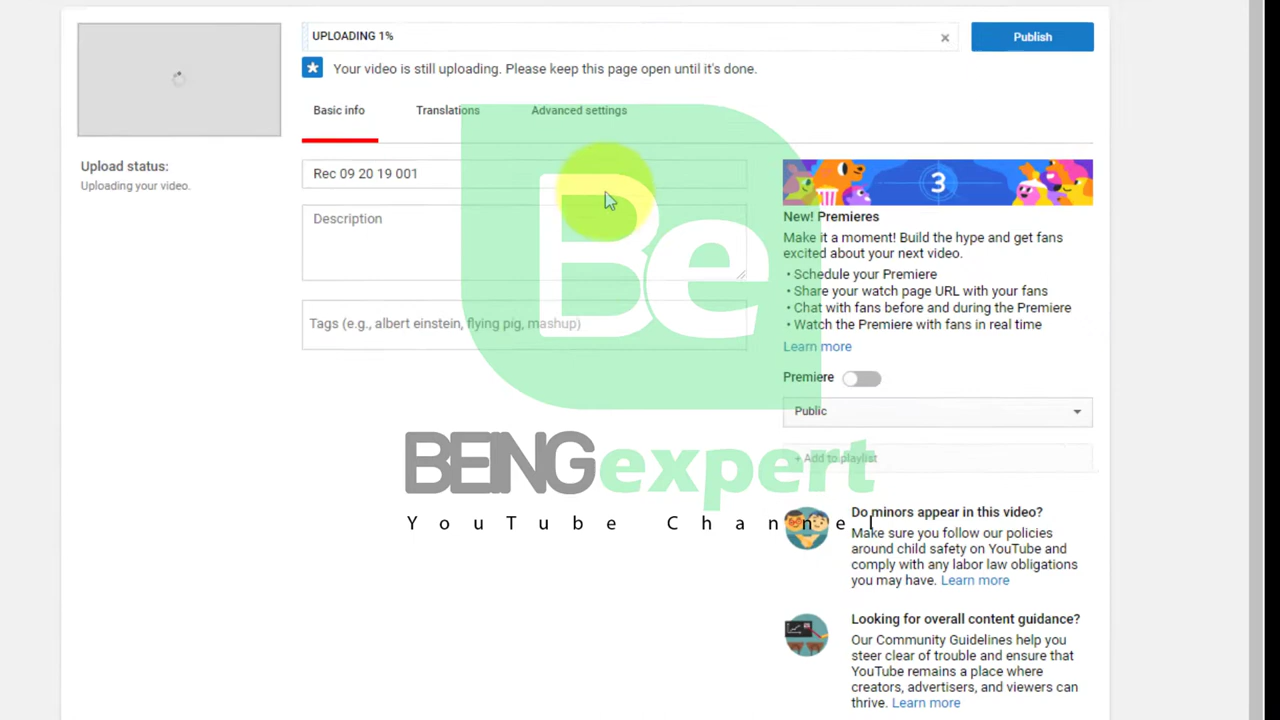 UPLOADING 1%
×
Publish
Your video is still uploading. Please keep this page open until it's done.
Basic info
Translations
Advanced settings
Upload status:
Uploading your video.
Rec 09 20 19 001
Description
Tags (e.g., albert einstein, flying pig, mashup)
Be
BEINGexpert
YouTube Channel
3
New! Premieres
Make it a moment! Build the hype and get fans
excited about your next video.
• Schedule your Premiere
• Share your watch page URL with your fans
• Chat with fans before and during the Premiere
• Watch the Premiere with fans in real time
Learn more
Premiere
Public
+ Add to playlist
Do minors appear in this video?
Make sure you follow our policies
around child safety on YouTube and
comply with any labor law obligations
you may have. Learn more
Looking for overall content guidance?
Our Community Guidelines help you
steer clear of trouble and ensure that
YouTube remains a place where
creators, advertisers, and viewers can
thrive. Learn more